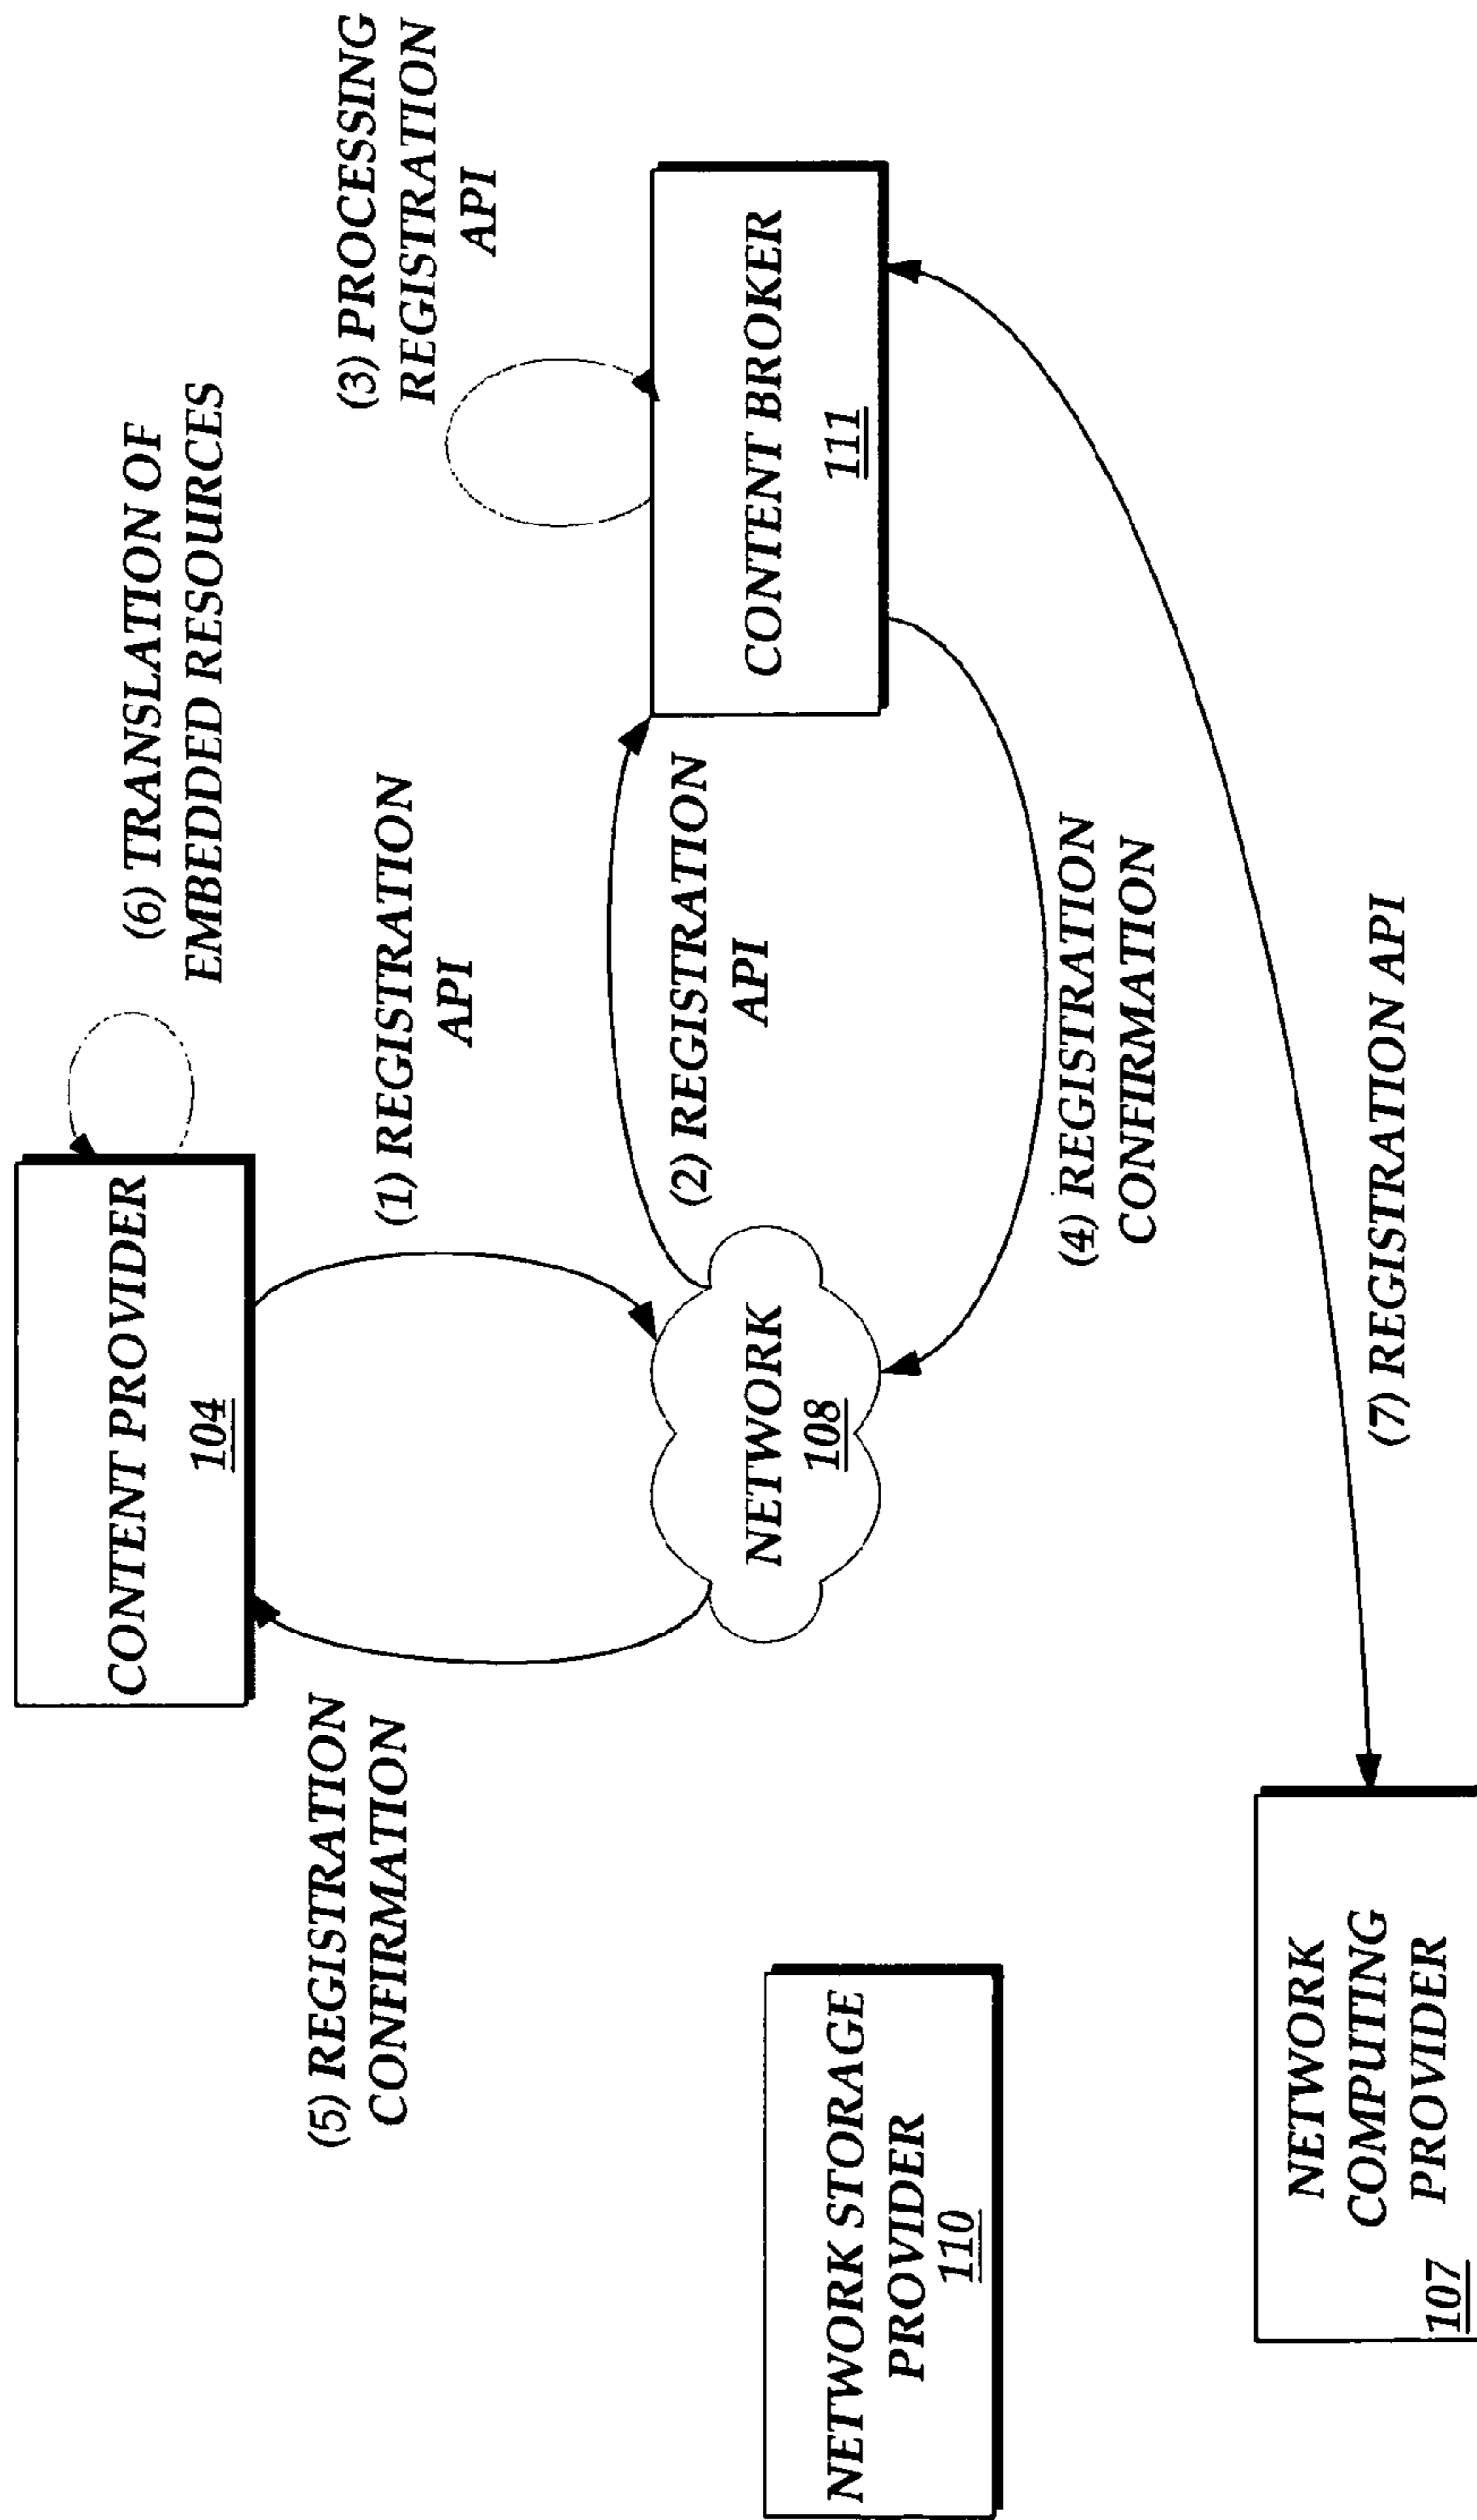 CONTENT PROVIDER
104
(6) TRANSLATION OF
EMBEDDED RESOURCES
(5) REGISTRATION
CONFIRMATION
(1) REGISTRATION
API
(3) PROCESSING
REGISTRATION
API
(2) REGISTRATION
API
NETWORK
108
CONTENT BROKER
111
NETWORK STORAGE
PROVIDER
110
(4) REGISTRATION
CONFIRMATION
NETWORK
COMPUTING
PROVIDER
107
(7) REGISTRATION API